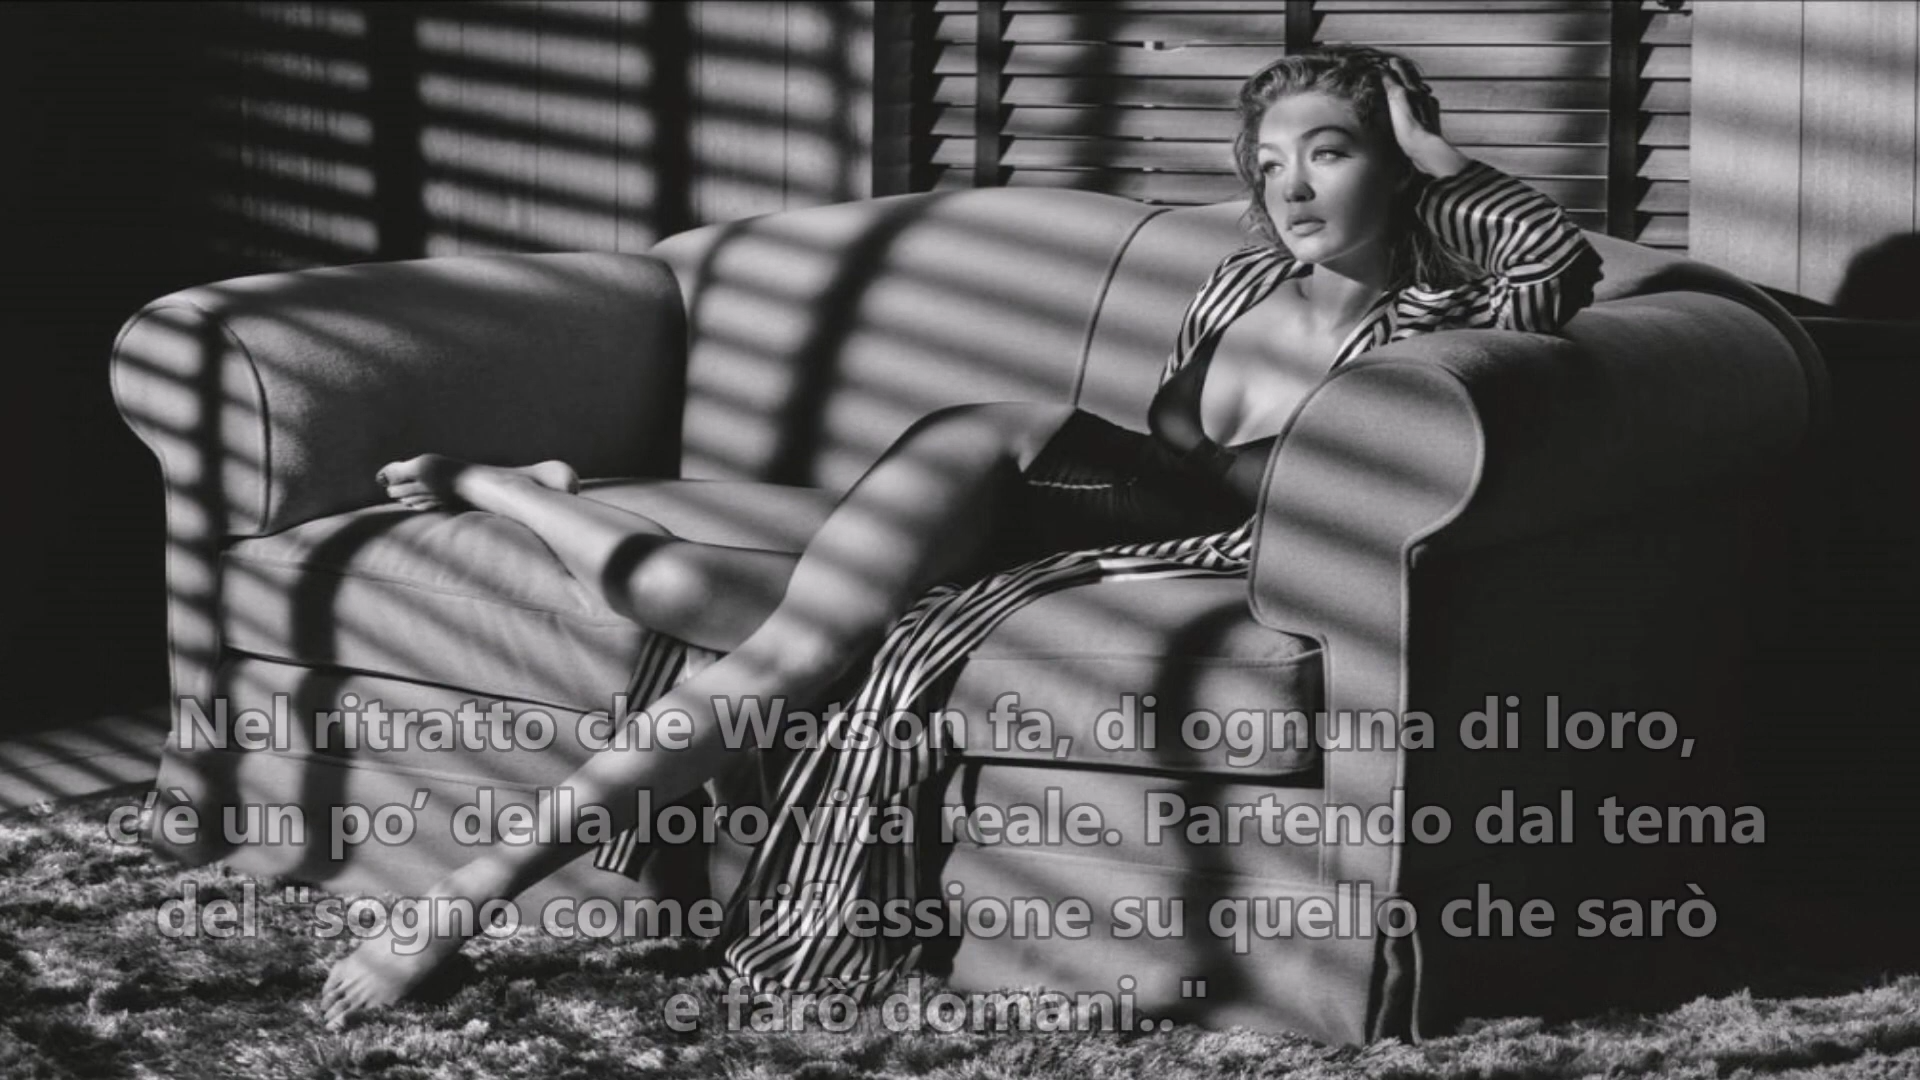 Nel ritratto che Watson fa, di ognuna di loro,
c’è un po’ della loro vita reale. Partendo dal tema
del "sogno come riflessione su quello che sarò
e farò domani.."